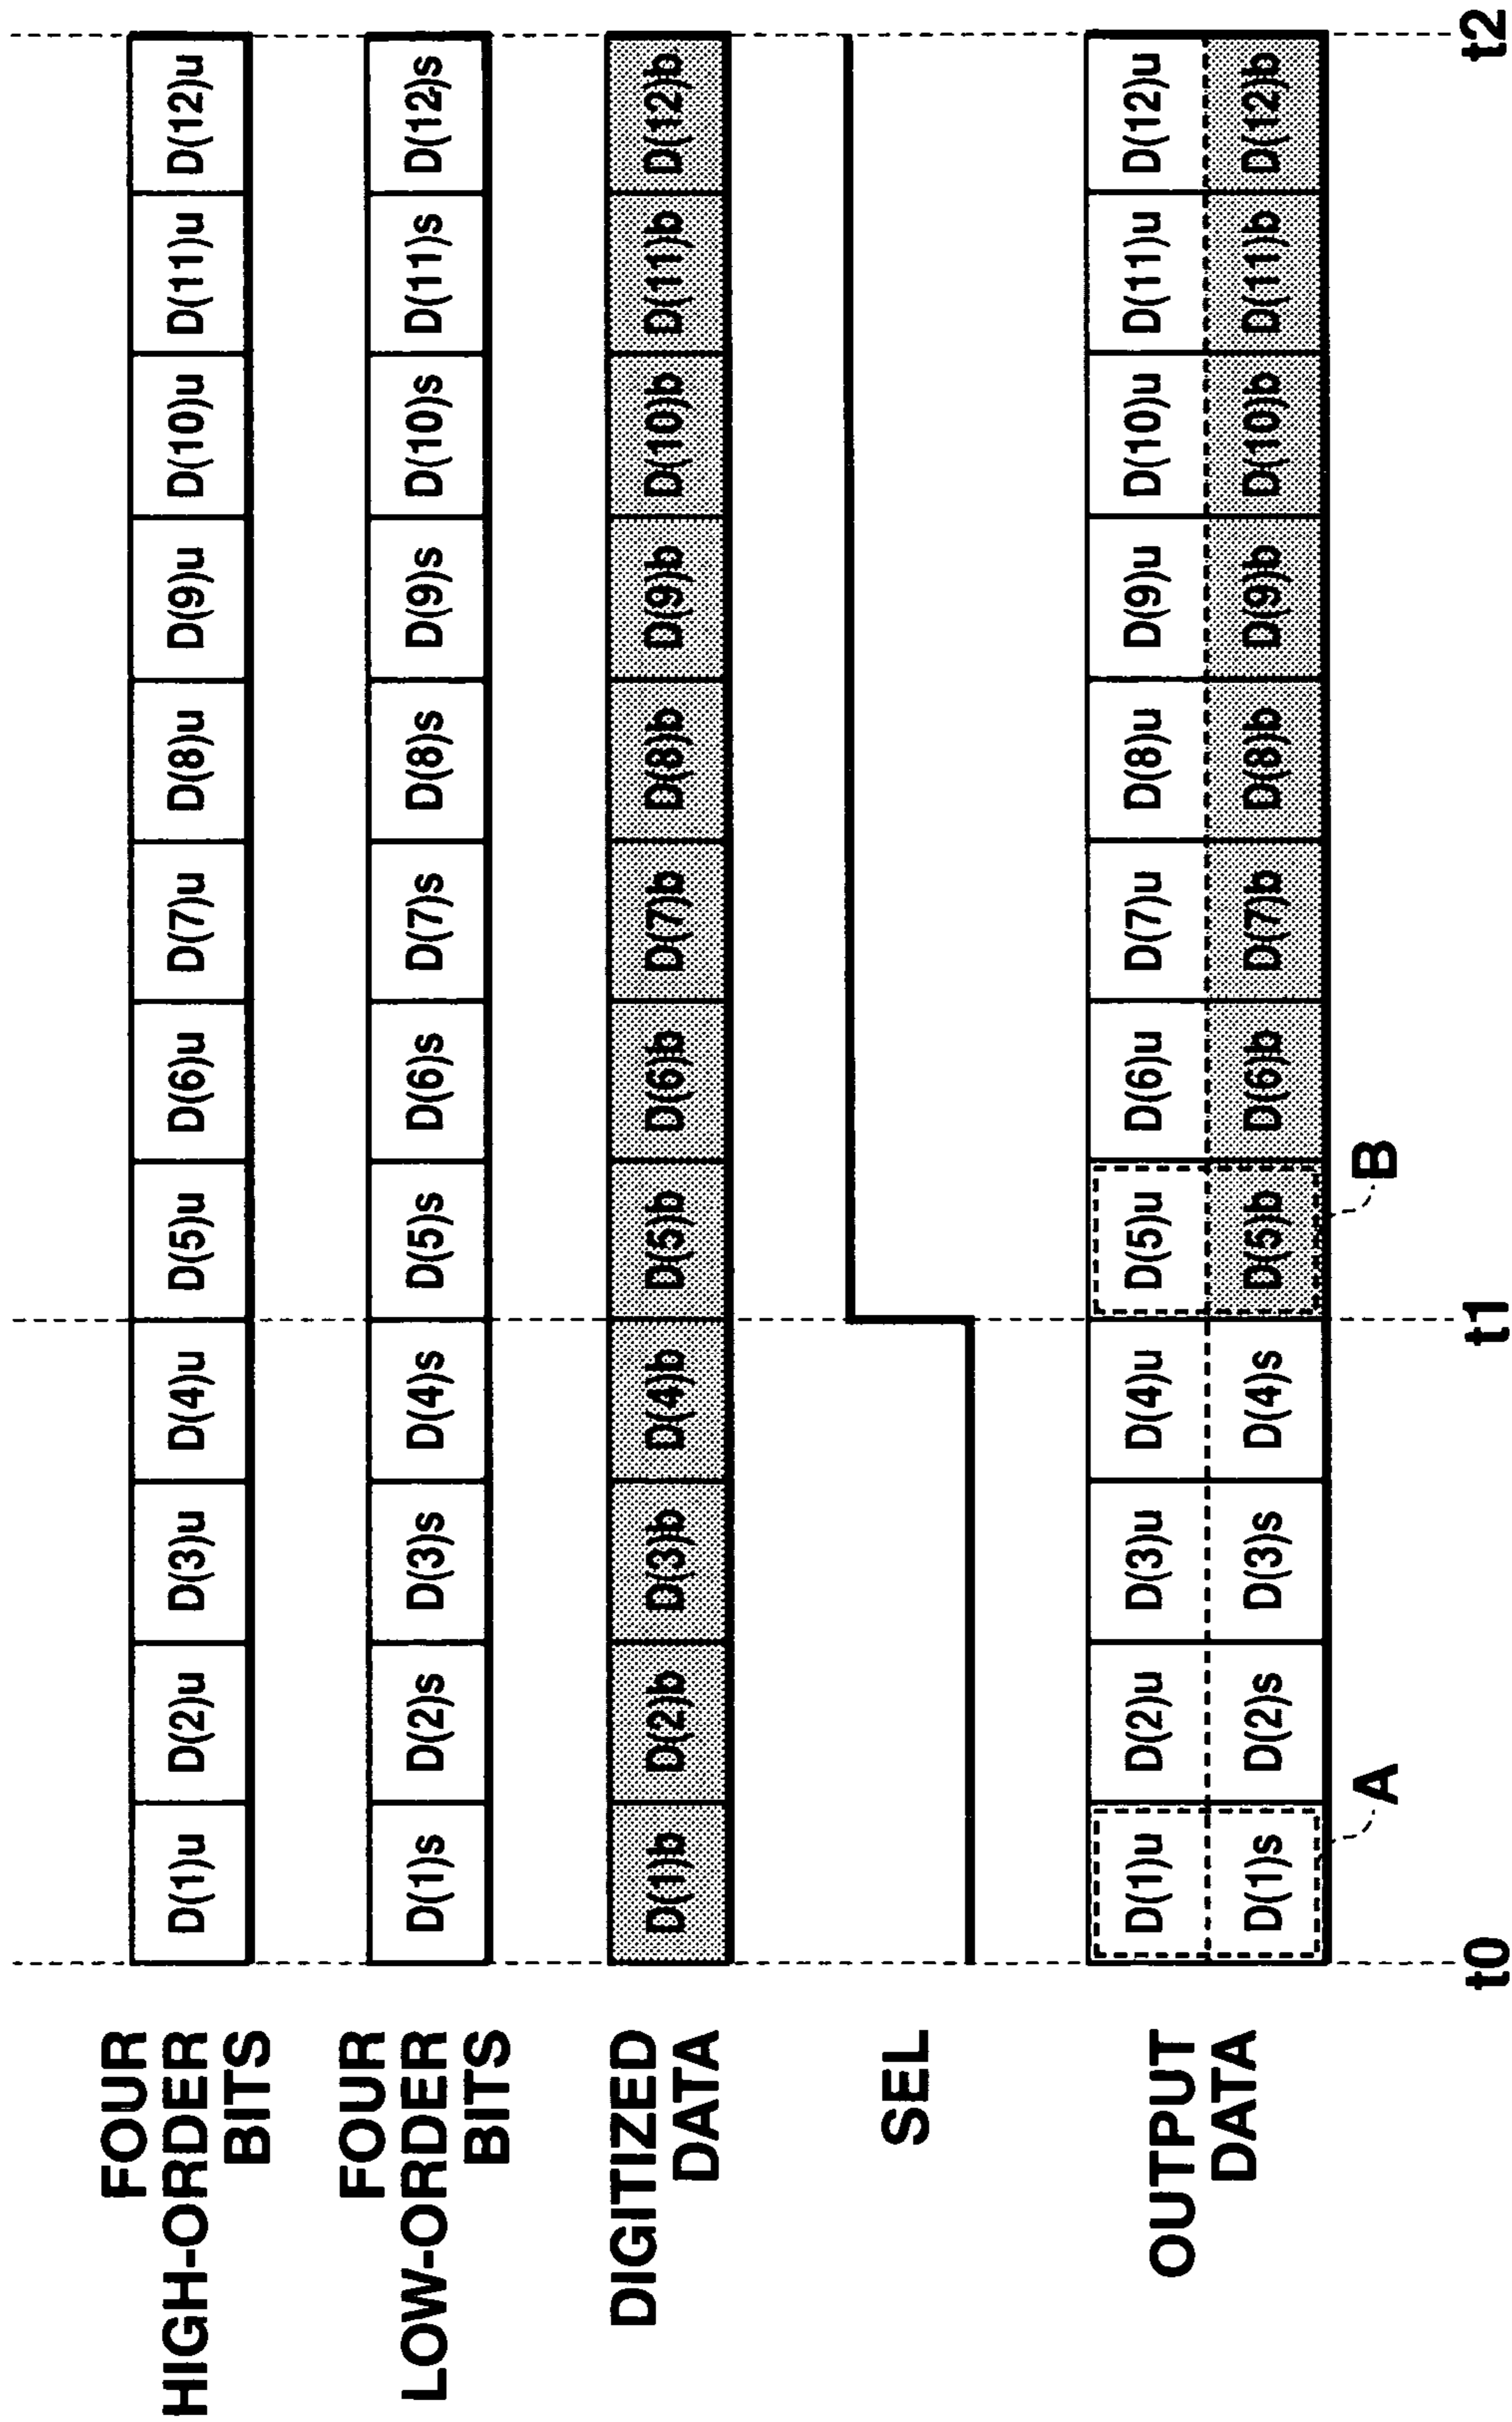 FOUR
HIGH-ORDER
BITS
D(1)u D(2)u D(3)u D(4)u D(5)u D(6)u D(7)u D(8)u D(9)u D(10)u D(11)u D(12)u
FOUR
LOW-ORDER
BITS
D(1)s D(2)s D(3)s D(4)s D(5)s D(6)s D(7)s D(8)s D(9)s D(10)s D(11)s D(12)s
DIGITIZED
DATA
D(1)b D(2)b D(3)b D(4)b D(5)b D(6)b D(7)b D(8)b D(9)b D(10)b D(11)b D(12)b
SEL
OUTPUT
DATA
D(1)u D(2)u D(3)u D(4)u D(5)u D(6)u D(7)u D(8)u D(9)u D(10)u D(11)u D(12)u
D(1)s D(2)s D(3)s D(4)s D(5)b D(6)b D(7)b D(8)b D(9)b D(10)b D(11)b D(12)b
A B
t0 t1 t2